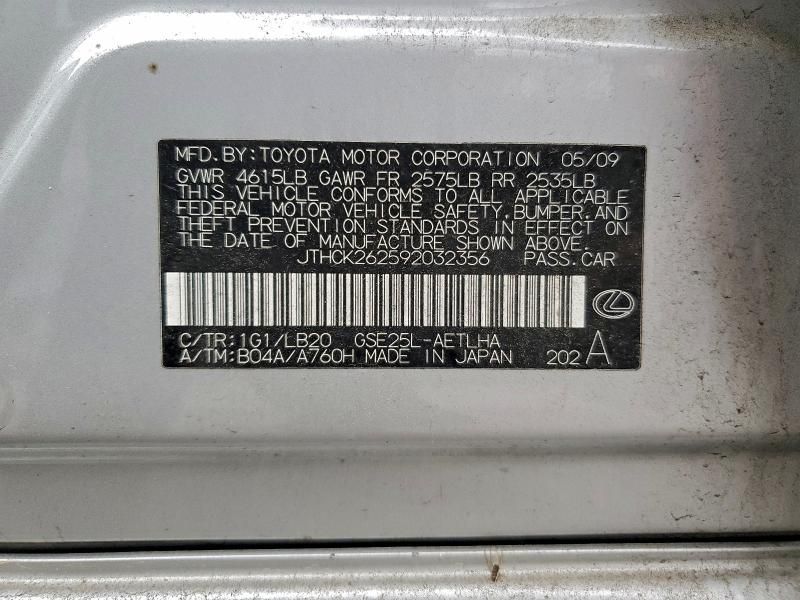 MFD.BY:TOYOTA MOTOR CORPORATION 05/09
GVWR 4615LB GAWR FR 2575LB RR 2535LB
THIS VEHICLE CONFORMS TO ALL APPLICABLE
FEDERAL MOTOR VEHICLE SAFETY,BUMPER,AND
THEFT PREVENTION STANDARDS IN EFFECT ON
THE DATE OF MANUFACTURE SHOWN ABOVE.
JTHCK262592032356 PASS.CAR
C/TR:1G1/LB20 GSE25L-AETLHA
A/TM:B04A/A760H MADE IN JAPAN 202 A